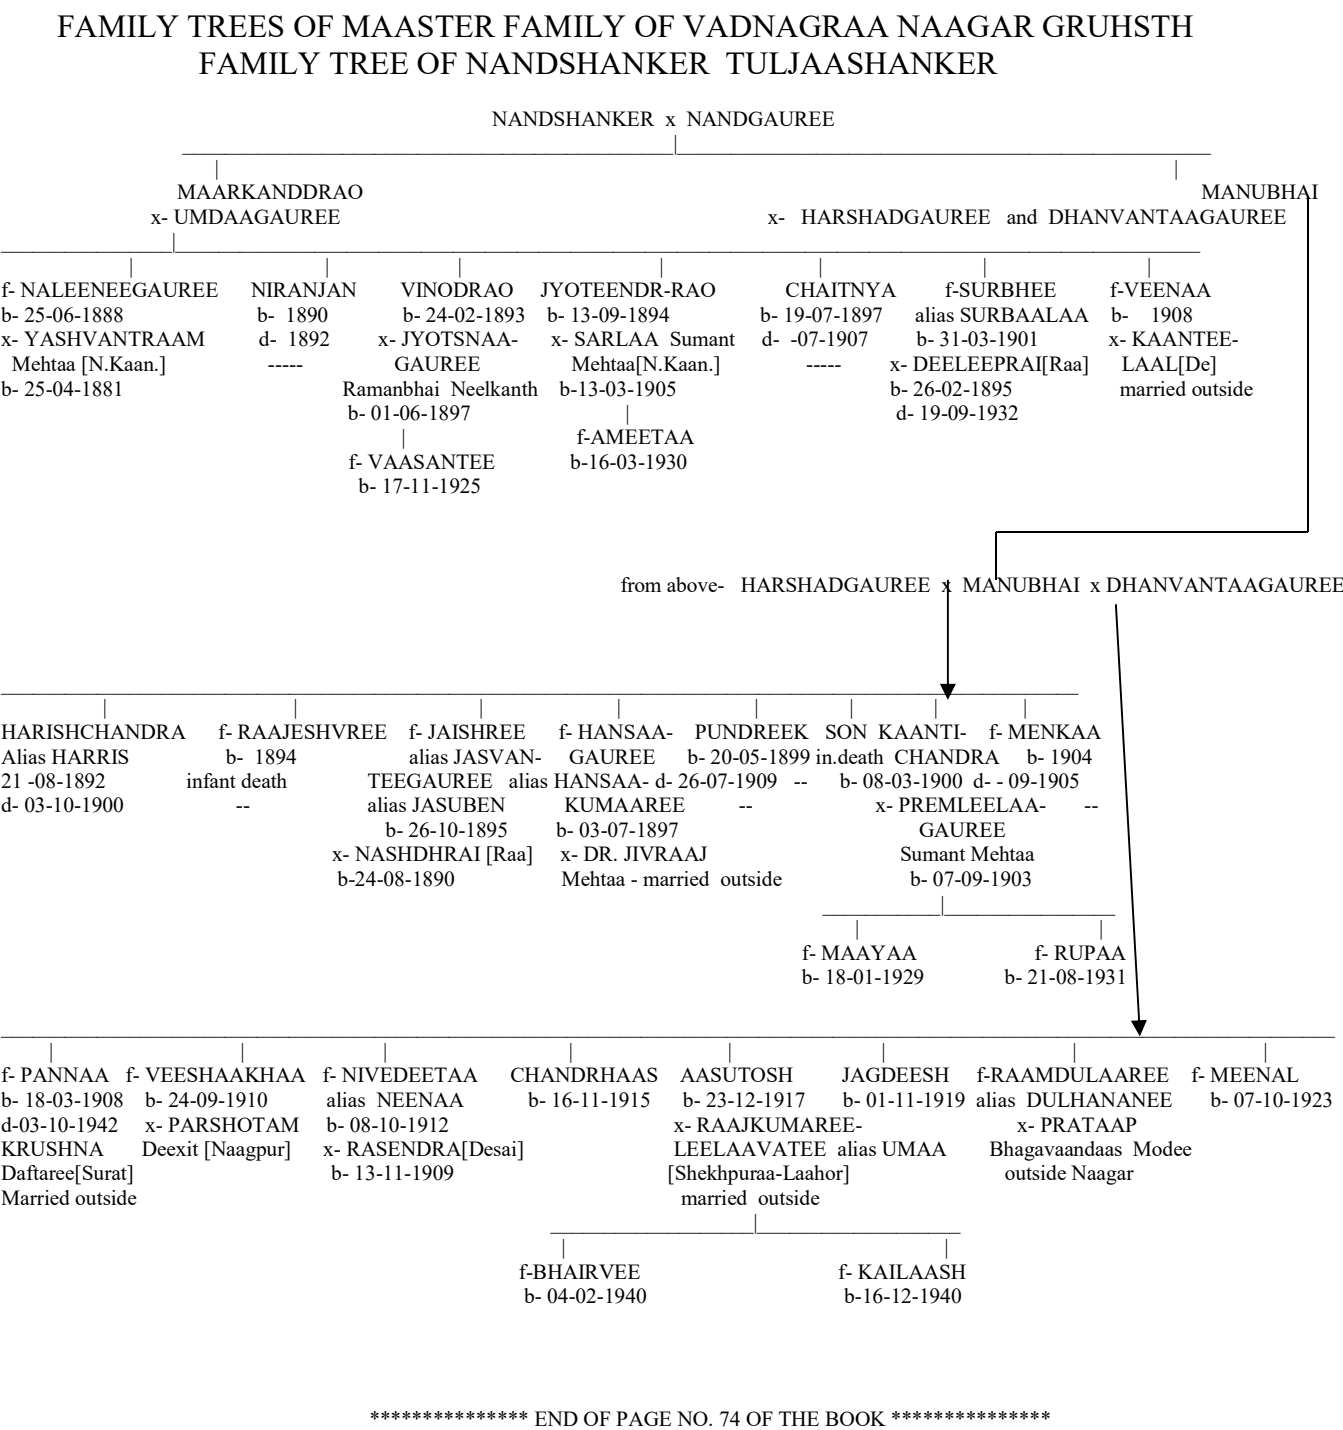 FAMILY TREES OF MAASTER FAMILY OF VADNAGRAA NAAGAR GRUHSTH
FAMILY TREE OF NANDSHANKER TULJAASHANKER
NANDSHANKER x NANDGAUREE
MAARKANDDRAO MANUBHAI
x- UMDAAGAUREE x- HARSHADGAUREE and DHANVANTAAGAUREE
f- NALEENEEGAUREE NIRANJAN VINODRAO JYOTEENDR-RAO CHAITNYA f-SURBHEE f-VEENAA
b- 25-06-1888 b- 1890 b- 24-02-1893 b- 13-09-1894 b- 19-07-1897 alias SURBAALAA b- 1908
x- YASHVANTRAAM d- 1892 x- JYOTSNAA- x- SARLAA Sumant d- -07-1907 b- 31-03-1901 x- KAANTEE-
Mehtaa [N.Kaan.] ----- GAUREE Mehtaa[N.Kaan.] ----- x- DEELEEPRAI[Raa] LAAL[De]
b- 25-04-1881 Ramanbhai Neelkanth b-13-03-1905 b- 26-02-1895 married outside
b- 01-06-1897 d- 19-09-1932
f-AMEETAA
f- VAASANTEE b-16-03-1930
b- 17-11-1925
from above- HARSHADGAUREE x MANUBHAI x DHANVANTAAGAUREE
HARISHCHANDRA f- RAAJESHVREE f- JAISHREE f- HANSAA- PUNDREEK SON KAANTI- f- MENKAA
Alias HARRIS b- 1894 alias JASVAN- GAUREE b- 20-05-1899 in.death CHANDRA b- 1904
21 -08-1892 infant death TEEGAUREE alias HANSAA- d- 26-07-1909 -- b- 08-03-1900 d- - 09-1905
d- 03-10-1900 -- alias JASUBEN KUMAAREE -- x- PREMLEELAA- --
b- 26-10-1895 b- 03-07-1897 GAUREE
x- NASHDHRAI [Raa] x- DR. JIVRAAJ Sumant Mehtaa
b-24-08-1890 Mehtaa - married outside b- 07-09-1903
f- MAAYAA f- RUPAA
b- 18-01-1929 b- 21-08-1931
f- PANNAA f- VEESHAAKHAA f- NIVEDEETAA CHANDRHAAS AASUTOSH JAGDEESH f-RAAMDULAAREE f- MEENAL
b- 18-03-1908 b- 24-09-1910 alias NEENAA b- 16-11-1915 b- 23-12-1917 b- 01-11-1919 alias DULHANANEE b- 07-10-1923
d-03-10-1942 x- PARSHOTAM b- 08-10-1912 x- RAAJKUMAREE- x- PRATAAP
KRUSHNA Deexit [Naagpur] x- RASENDRA[Desai] LEELAAVATEE alias UMAA Bhagavaandaas Modee
Daftaree[Surat] b- 13-11-1909 [Shekhpuraa-Laahor] outside Naagar
Married outside married outside
f-BHAIRVEE f- KAILAASH
b- 04-02-1940 b-16-12-1940
*************** END OF PAGE NO. 74 OF THE BOOK ***************